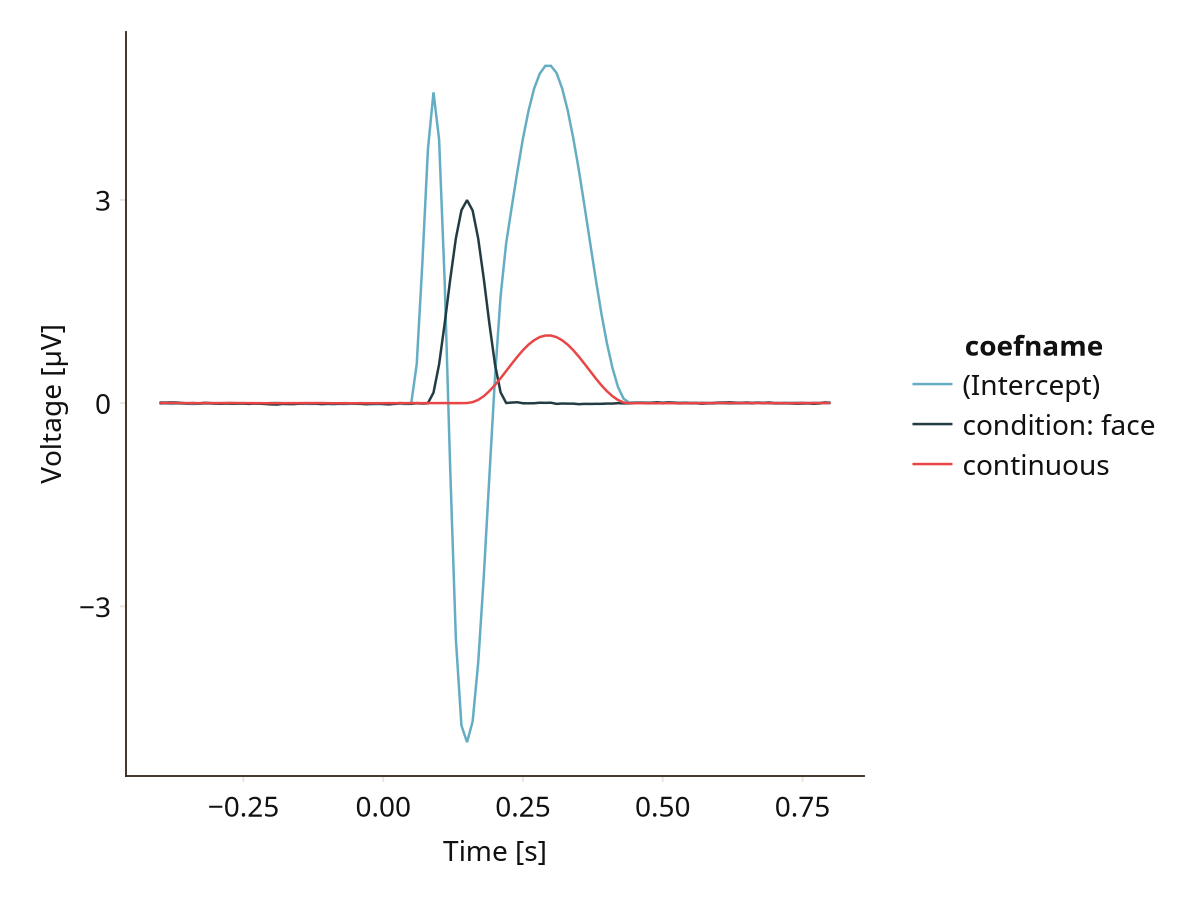 3
0
−3
Voltage [µV]
−0.25
0.00
0.25
0.50
0.75
Time [s]
coefname
(Intercept)
condition: face
continuous